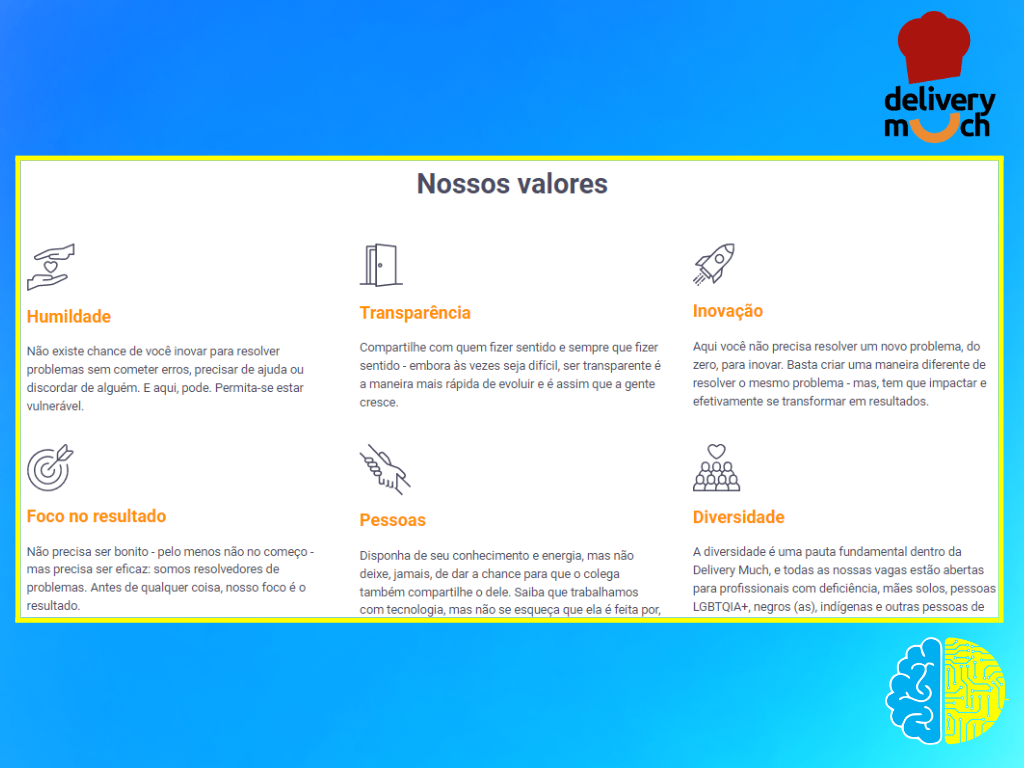 delivery
much
Nossos valores
Humildade
Não existe chance de você inovar para resolver
problemas sem cometer erros, precisar de ajuda ou
discordar de alguém. E aqui, pode. Permita-se estar
vulnerável.
Transparência
Compartilhe com quem fizer sentido e sempre que fizer
sentido - embora às vezes seja difícil, ser transparente é
a maneira mais rápida de evoluir e é assim que a gente
cresce.
Inovação
Aqui você não precisa resolver um novo problema, do
zero, para inovar. Basta criar uma maneira diferente de
resolver o mesmo problema - mas, tem que impactar e
efetivamente se transformar em resultados.
Foco no resultado
Não precisa ser bonito - pelo menos não no começo -
mas precisa ser eficaz: somos resolvedores de
problemas. Antes de qualquer coisa, nosso foco é o
resultado.
Pessoas
Disponha de seu conhecimento e energia, mas não
deixe, jamais, de dar a chance para que o colega
também compartilhe o dele. Saiba que trabalhamos
com tecnologia, mas não se esqueça que ela é feita por,
Diversidade
A diversidade é uma pauta fundamental dentro da
Delivery Much, e todas as nossas vagas estão abertas
para profissionais com deficiência, mães solos, pessoas
LGBTQIA+, negros (as), indígenas e outras pessoas de